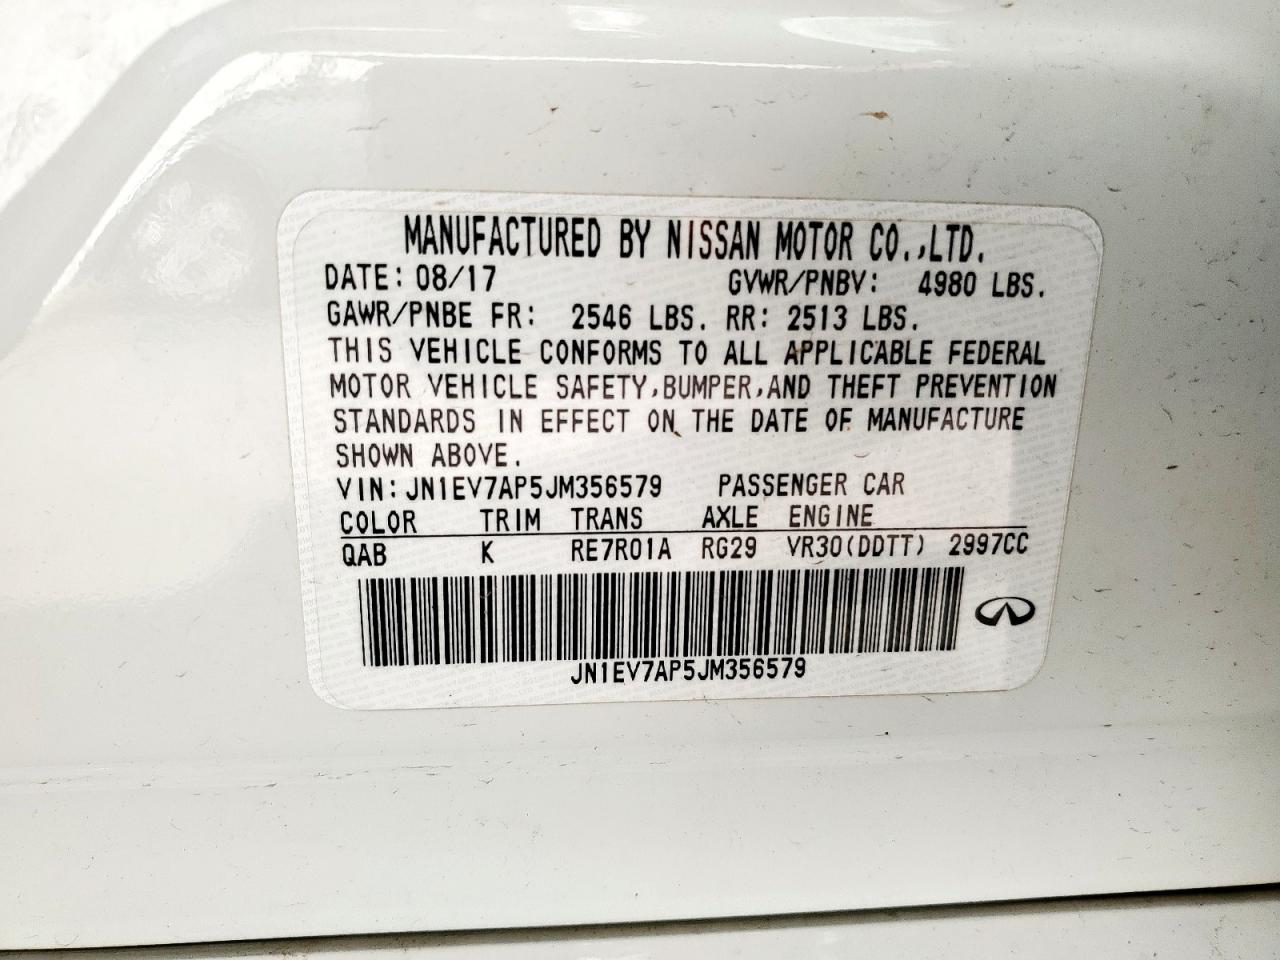 MANUFACTURED BY NISSAN MOTOR CO.,LTD.
DATE: 08/17 GVWR/PNBV: 4980 LBS.
GAWR/PNBE FR: 2546 LBS. RR: 2513 LBS.
THIS VEHICLE CONFORMS TO ALL APPLICABLE FEDERAL
MOTOR VEHICLE SAFETY,BUMPER,AND THEFT PREVENTION
STANDARDS IN EFFECT ON THE DATE OF MANUFACTURE
SHOWN ABOVE.
VIN: JN1EV7AP5JM356579 PASSENGER CAR
COLOR TRIM TRANS AXLE ENGINE
QAB K RE7R01A RG29 VR30(DDTT) 2997CC
JN1EV7AP5JM356579